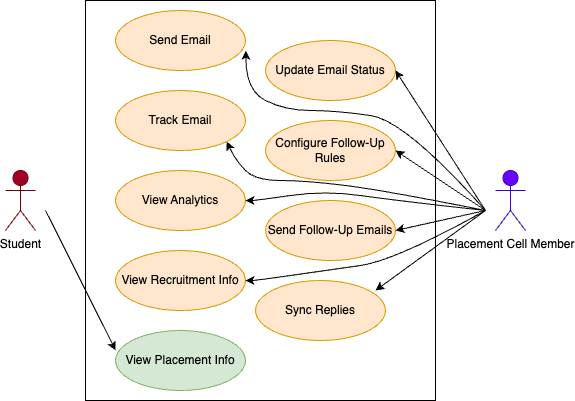 Send Email
Update Email Status
Track Email
Configure Follow-Up
Rules
View Analytics
Student
Send Follow-Up Emails
Placement Cell Member
View Recruitment Info
Sync Replies
View Placement Info